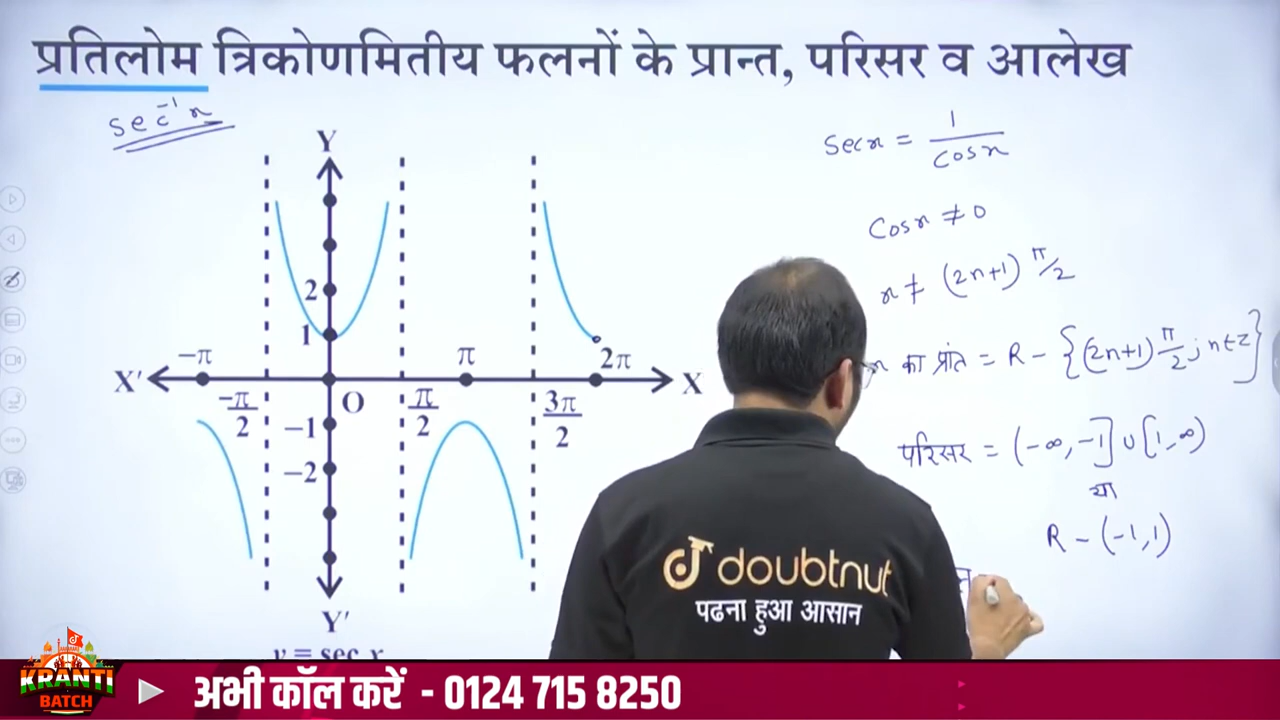 प्रतिलोम त्रिकोणमितीय फलनों के प्रान्त, परिसर व आलेख
sec⁻¹x
Y
2
1
-π
π
2π
X'
X
O
-π/2
π/2
3π/2
-1
-2
Y'
y = sec x
secx = 1/cosx
cosx ≠ 0
x ≠ (2n+1) π/2
x का प्रांत = R - {(2n+1) π/2 ; n∈Z}
परिसर = (-∞, -1] ∪ [1, ∞)
या
R - (-1, 1)
doubtnut
पढना हुआ आसान
KRANTI
BATCH
अभी कॉल करें - 0124 715 8250